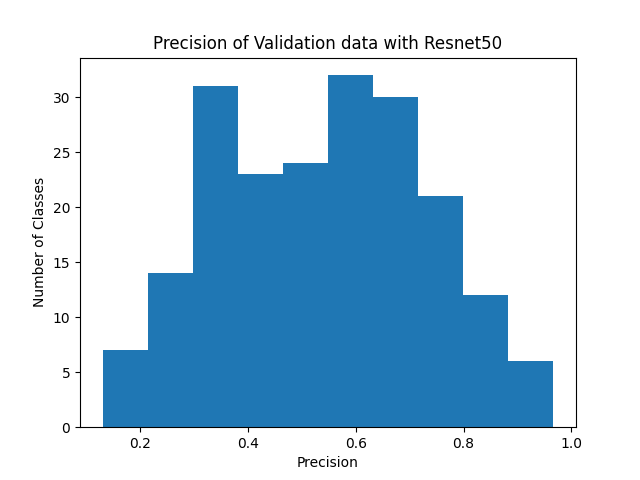 Precision of Validation data with Resnet50
Number of Classes
30
25
20
15
10
5
0
0.2 0.4 0.6 0.8 1.0
Precision